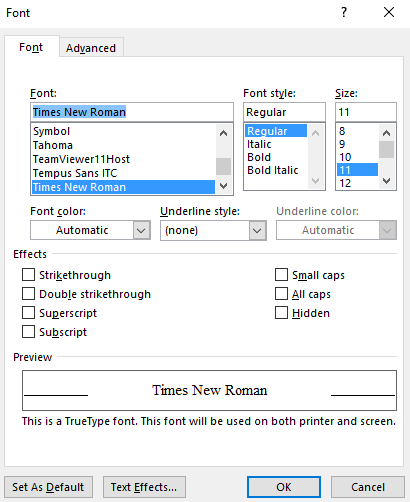 Font ?
Font Advanced
Font: Font style: Size:
Times New Roman Regular 11
Symbol Regular 8
Tahoma Italic 9
TeamViewer11Host Bold 10
Tempus Sans ITC Bold Italic 11
Times New Roman 12
Font color: Underline style: Underline color:
Automatic (none) Automatic
Effects
Strikethrough Small caps
Double strikethrough All caps
Superscript Hidden
Subscript
Preview
Times New Roman
This is a TrueType font. This font will be used on both printer and screen.
Set As Default Text Effects... OK Cancel